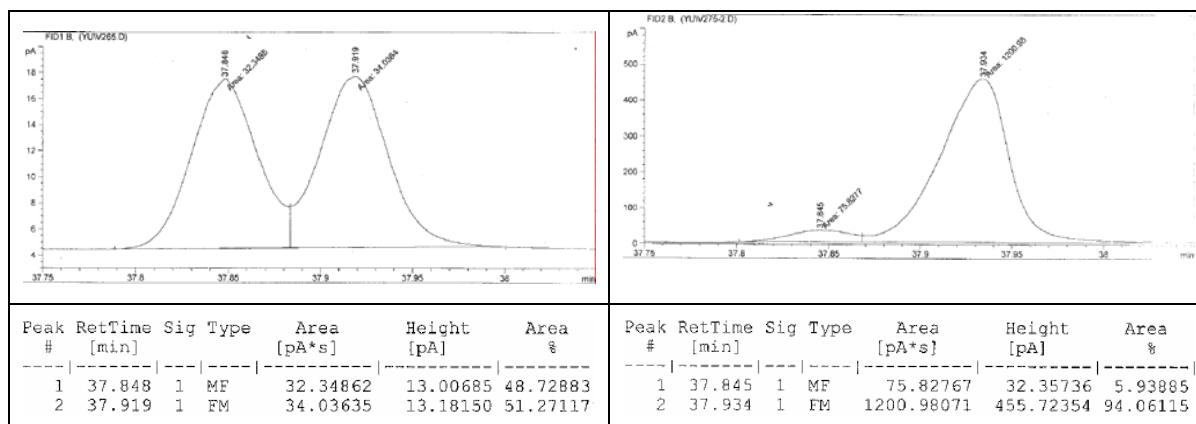 FID1 B, (YU\IV265.D)
pA
18
16
14
12
10
8
6
4
37.848
Area: 32.3486
37.919
Area: 34.0364
37.75 37.8 37.85 37.9 37.95 38 min
Peak RetTime Sig Type Area Height Area
# [min] [pA*s] [pA] %
1 37.848 1 MF 32.34862 13.00685 48.72883
2 37.919 1 FM 34.03635 13.18150 51.27117
FID2 B, (YU\IV275-2.D)
pA
500
400
300
200
100
0
37.845
Area: 75.8277
37.934
Area: 1200.98
37.75 37.8 37.85 37.9 37.95 38 min
Peak RetTime Sig Type Area Height Area
# [min] [pA*s] [pA] %
1 37.845 1 MF 75.82767 32.35736 5.93885
2 37.934 1 FM 1200.98071 455.72354 94.06115